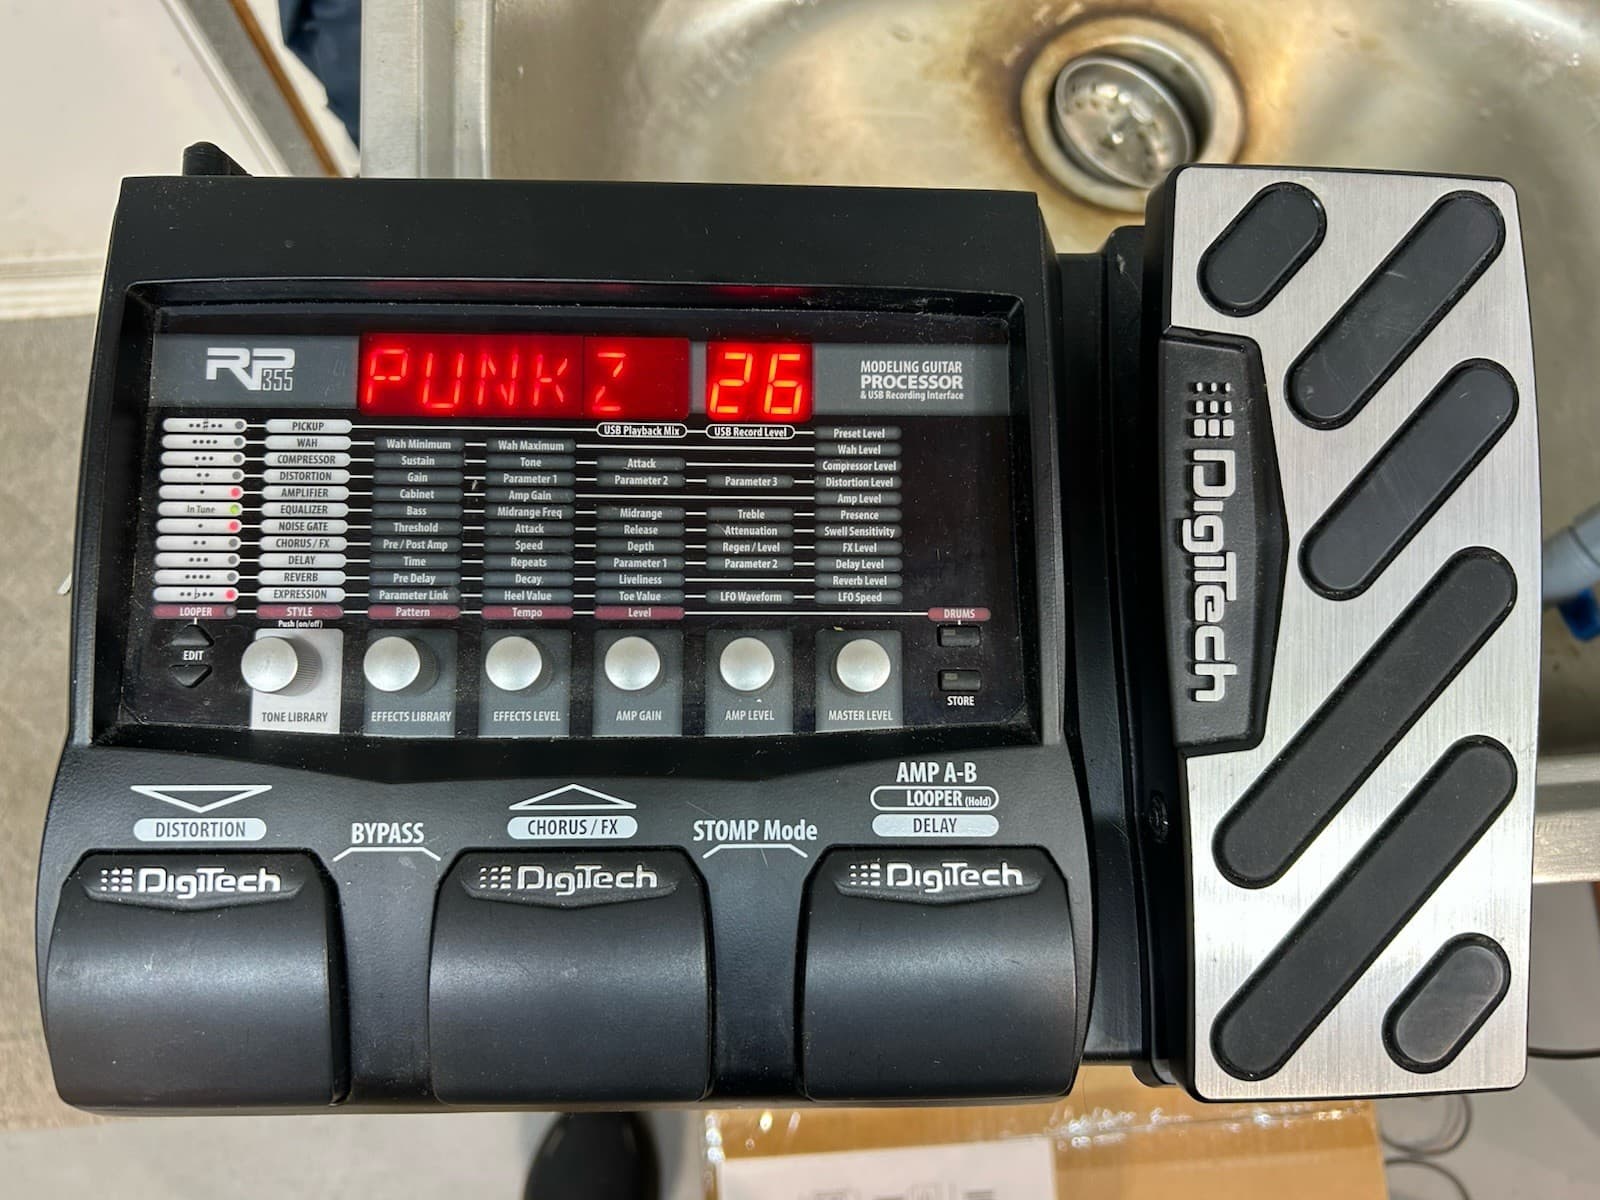 RP355 PUNKZ 26 MODELING GUITAR
PROCESSOR
& USB Recording Interface
PICKUP USB Playback Mix USB Record Level Preset Level
WAH Wah Minimum Wah Maximum Wah Level
COMPRESSOR Sustain Tone Attack Compressor Level
DISTORTION Gain Parameter 1 Parameter 2 Parameter 3 Distortion Level
AMPLIFIER Cabinet Amp Gain Amp Level
In Tune EQUALIZER Bass Midrange Freq Midrange Treble Presence
NOISE GATE Threshold Attack Release Attenuation Swell Sensitivity
CHORUS / FX Pre / Post Amp Speed Depth Regen / Level FX Level
DELAY Time Repeats Parameter 1 Parameter 2 Delay Level
REVERB Pre Delay Decay Liveliness Reverb Level
EXPRESSION Parameter Link Heel Value Toe Value LFO Waveform LFO Speed
LOOPER STYLE Pattern Tempo Level DRUMS
Push (on/off)
EDIT
STORE
TONE LIBRARY EFFECTS LIBRARY EFFECTS LEVEL AMP GAIN AMP LEVEL MASTER LEVEL
DigiTech
AMP A-B
LOOPER (Hold)
DISTORTION BYPASS CHORUS / FX STOMP Mode DELAY
DigiTech DigiTech DigiTech